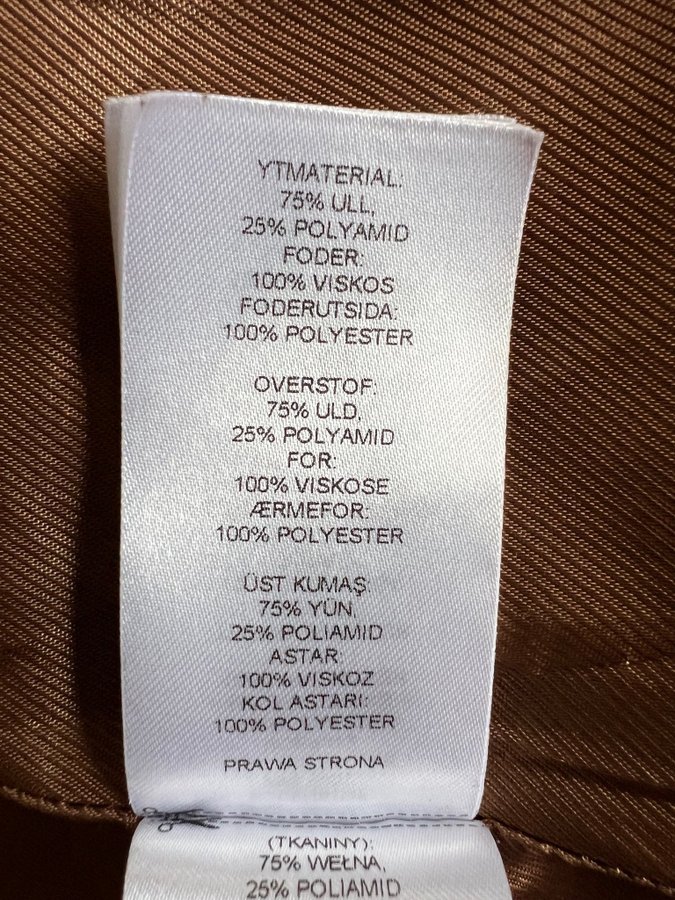 YTMATERIAL:
75% ULL,
25% POLYAMID
FODER:
100% VISKOS
FODERUTSIDA:
100% POLYESTER
OVERSTOF:
75% ULD,
25% POLYAMID
FOR:
100% VISKOSE
ÆRMEFOR:
100% POLYESTER
ÜST KUMAŞ:
75% YÜN,
25% POLIAMID
ASTAR:
100% VISKOZ
KOL ASTARI:
100% POLYESTER
PRAWA STRONA
(TKANINY):
75% WEŁNA,
25% POLIAMID